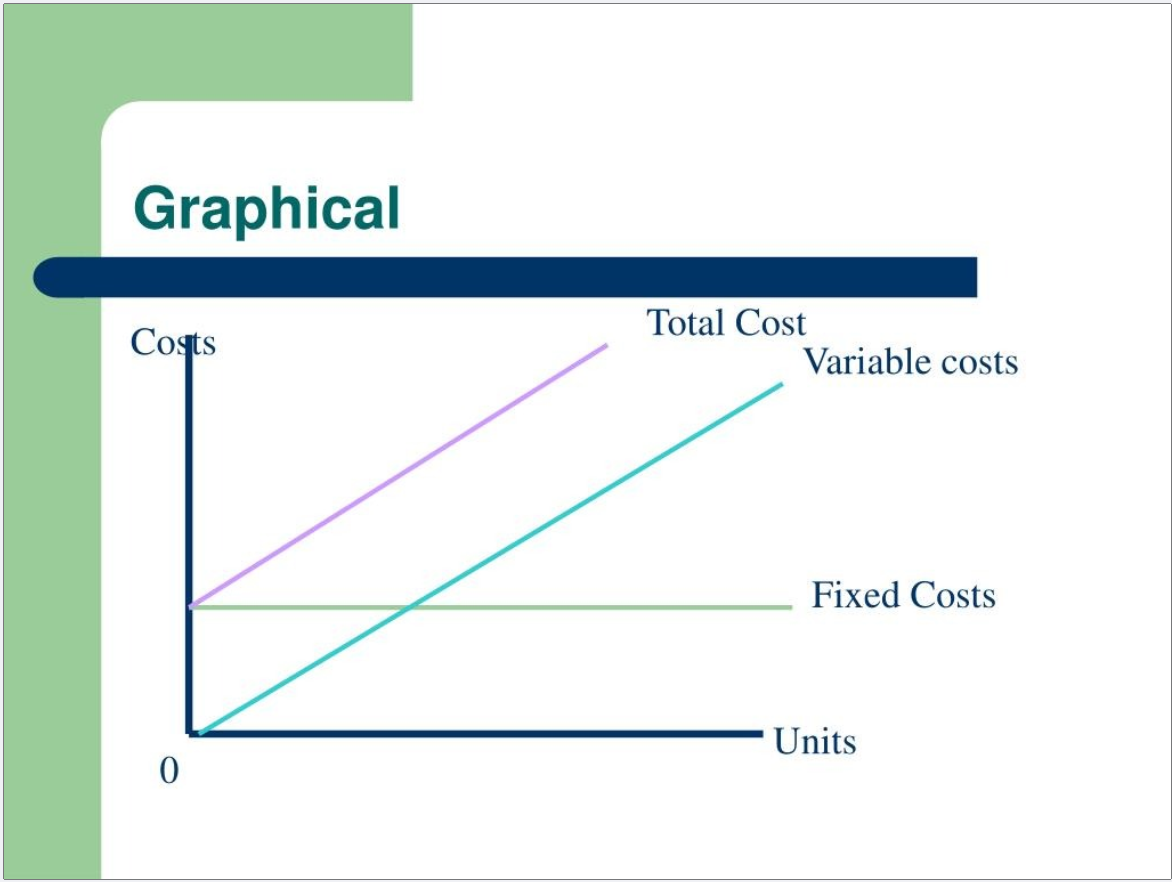 Graphical
Costs
Total Cost
Variable costs
Fixed Costs
Units
0